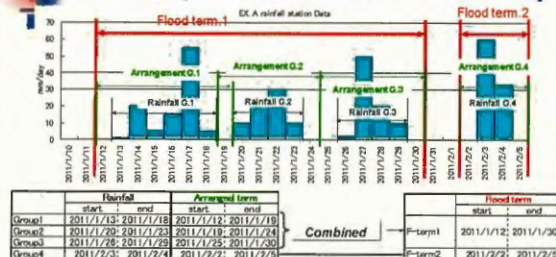 EX. A rainfall station Data
Flood term.1
Flood term.2
Arrangement G.1
Arrangement G.2
Arrangement G.3
Arrangement G.4
Rainfall G.1
Rainfall G.2
Rainfall G.3
Rainfall G.4
mm/day
70
60
50
40
30
20
10
0
2011/1/10
2011/1/11
2011/1/12
2011/1/13
2011/1/14
2011/1/15
2011/1/16
2011/1/17
2011/1/18
2011/1/19
2011/1/20
2011/1/21
2011/1/22
2011/1/23
2011/1/24
2011/1/25
2011/1/26
2011/1/27
2011/1/28
2011/1/29
2011/1/30
2011/1/31
2011/2/1
2011/2/2
2011/2/3
2011/2/4
2011/2/5
Rainfall Arranged term
start end start end
Group1 2011/1/13 2011/1/18 2011/1/12 2011/1/19
Group2 2011/1/20 2011/1/23 2011/1/19 2011/1/24
Group3 2011/1/26 2011/1/29 2011/1/25 2011/1/30
Group4 2011/2/3 2011/2/4 2011/2/2 2011/2/5
Combined
Flood term
start end
F-term1 2011/1/12 2011/1/30
F-term2 2011/2/2